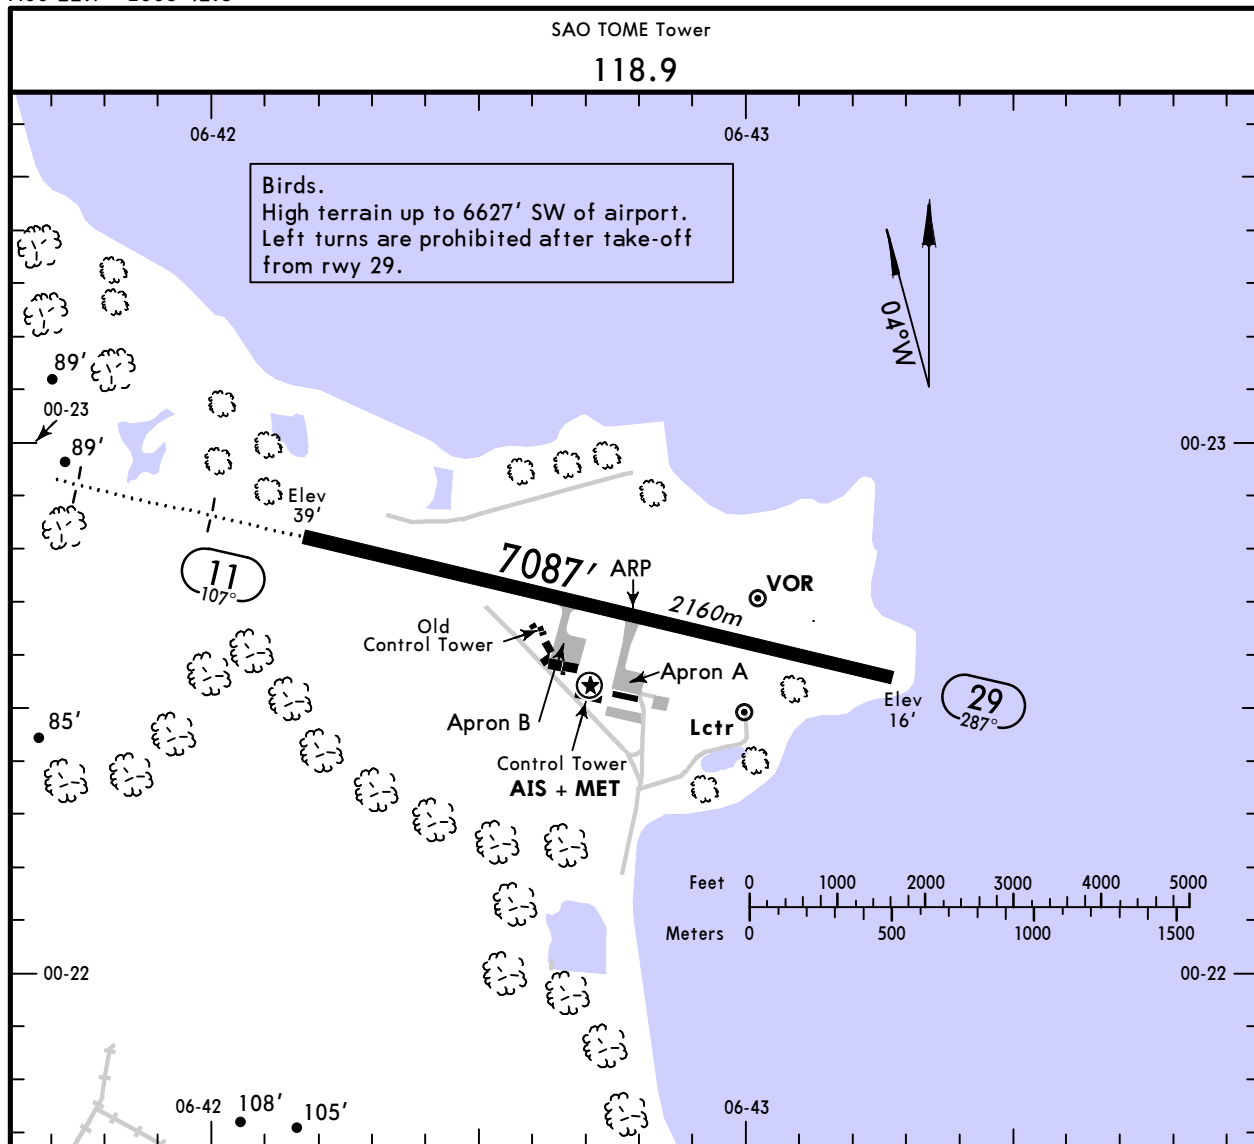 SAO TOME Tower
118.9
06-42
06-43
Birds.
High terrain up to 6627' SW of airport.
Left turns are prohibited after take-off
from rwy 29.
04°W
89'
00-23
89'
00-23
Elev
39'
11
107°
7087'
ARP
2160m
VOR
Old
Control Tower
Apron A
Apron B
Lctr
Elev
16'
29
287°
85'
Control Tower
AIS + MET
Feet 0 1000 2000 3000 4000 5000
Meters 0 500 1000 1500
00-22
00-22
06-42
108'
105'
06-43